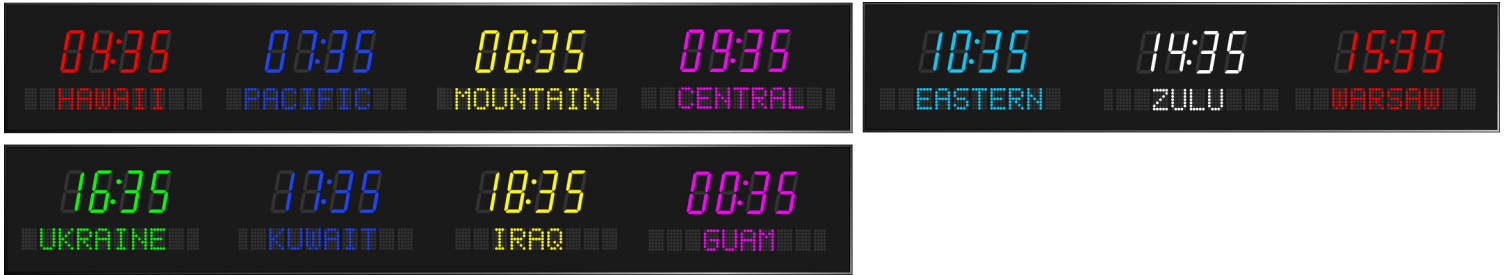 04:35 07:35 08:35 09:35
HAWAII PACIFIC MOUNTAIN CENTRAL
10:35 14:35 15:35
EASTERN ZULU WARSAW
16:35 17:35 18:35 00:35
UKRAINE KUWAIT IRAQ GUAM